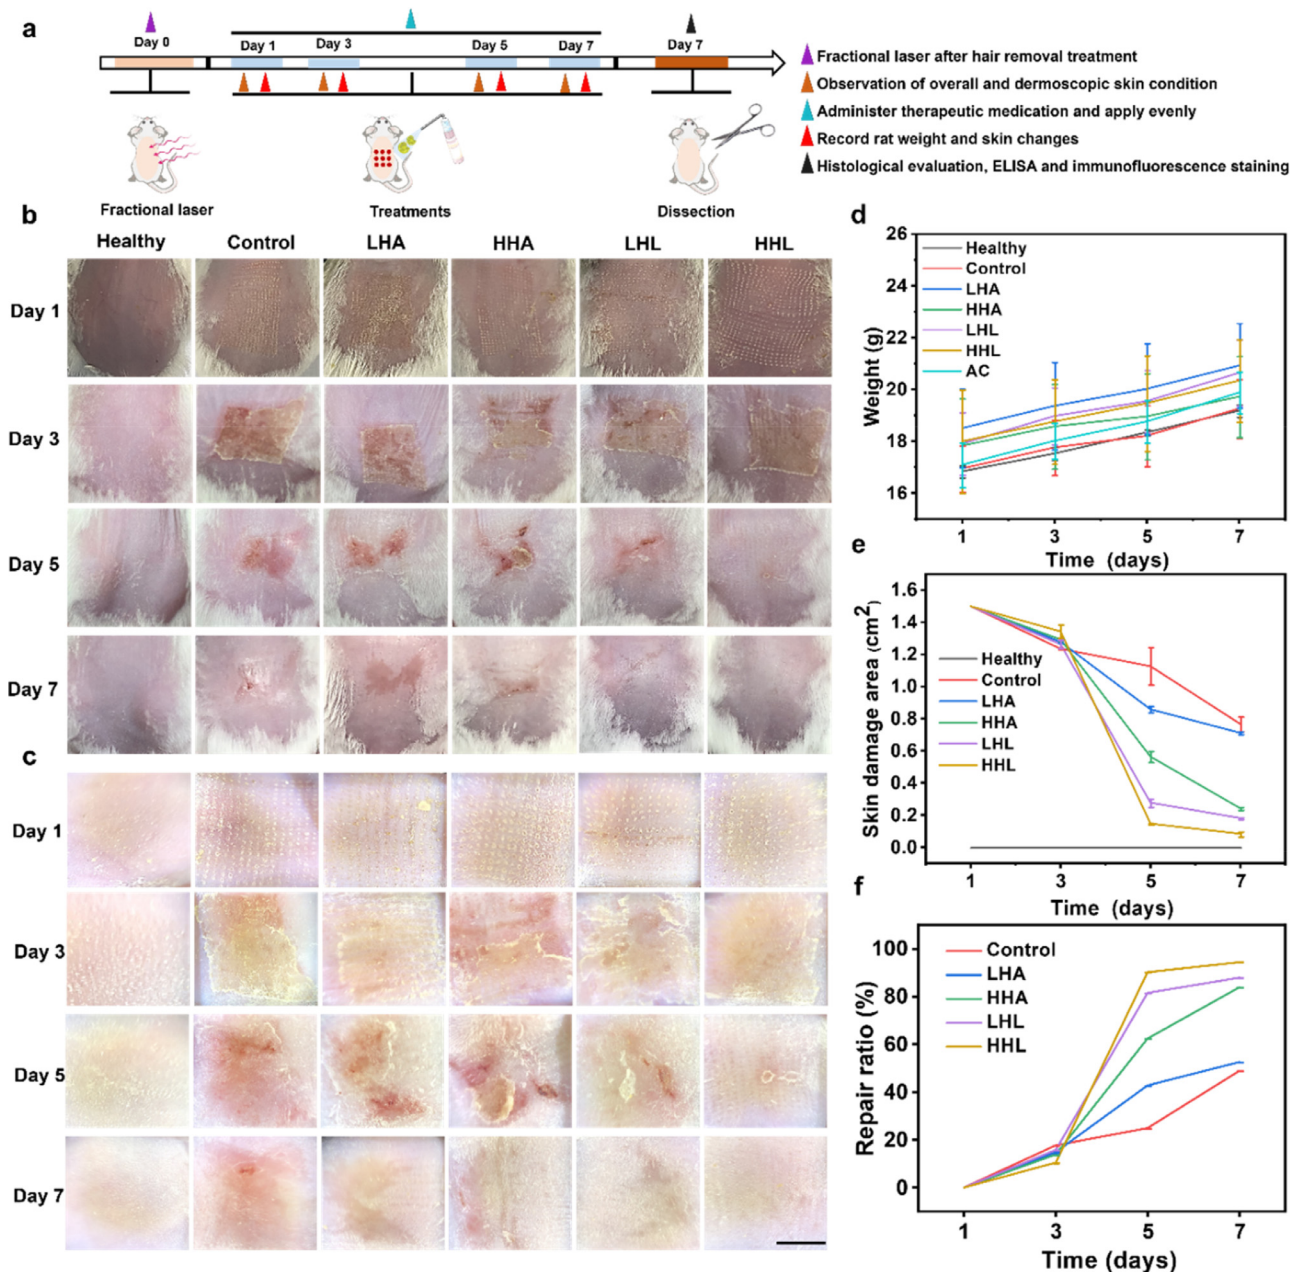 a
Day 0
Day 1
Day 3
Day 5
Day 7
Day 7
Fractional laser after hair removal treatment
Observation of overall and dermoscopic skin condition
Administer therapeutic medication and apply evenly
Record rat weight and skin changes
Histological evaluation, ELISA and immunofluorescence staining
Fractional laser
Treatments
Dissection
b
Healthy
Control
LHA
HHA
LHL
HHL
Day 1
Day 3
Day 5
Day 7
c
Day 1
Day 3
Day 5
Day 7
d
Weight (g)
26
24
22
20
18
16
Healthy
Control
LHA
HHA
LHL
HHL
AC
1
3
5
7
Time (days)
e
Skin damage area (cm2)
1.6
1.4
1.2
1.0
0.8
0.6
0.4
0.2
0.0
Healthy
Control
LHA
HHA
LHL
HHL
1
3
5
7
Time (days)
f
Repair ratio (%)
100
80
60
40
20
0
Control
LHA
HHA
LHL
HHL
1
3
5
7
Time (days)